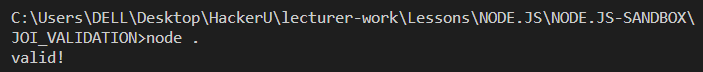 C:\Users\DELL\Desktop\HackerU\lecturer-work\Lessons\NODE.JS\NODE.JS-SANDBOX\
JOI_VALIDATION>node .
valid!